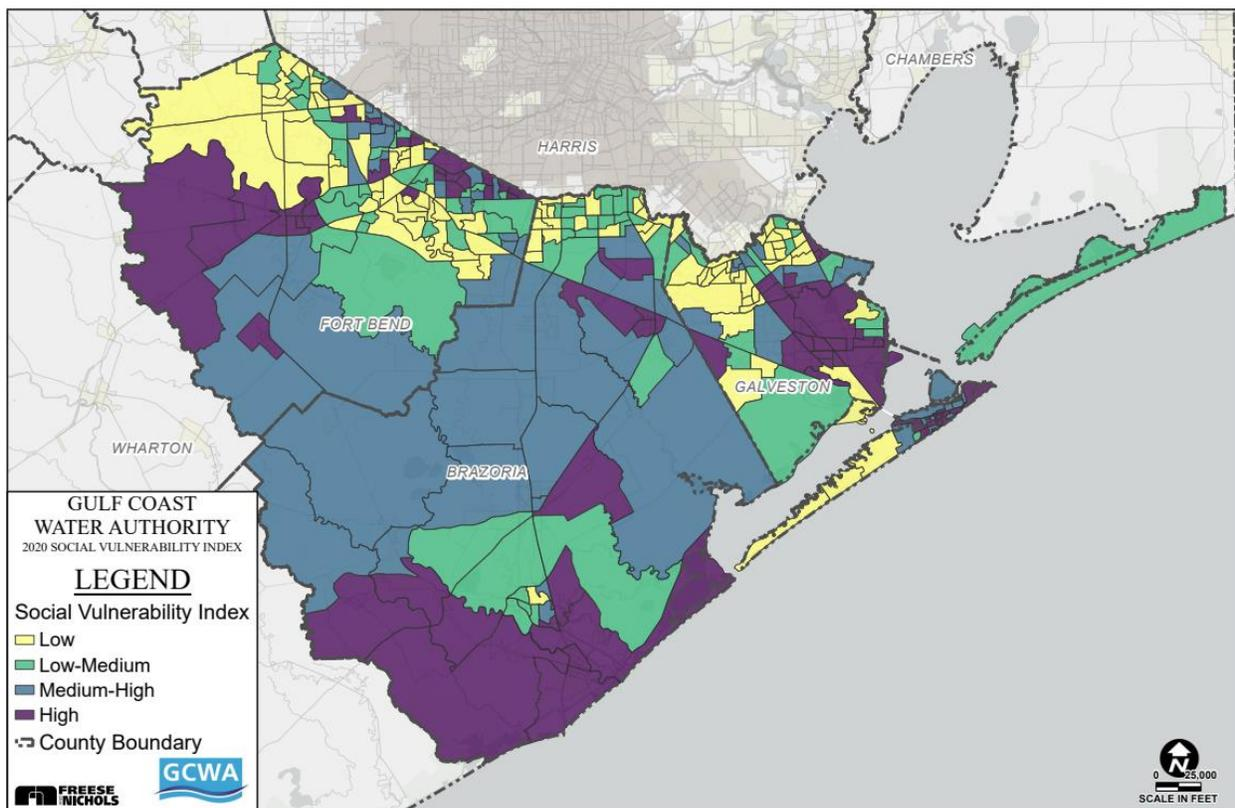 CHAMBERS
HARRIS
FORT BEND
GALVESTON
WHARTON
BRAZORIA
GULF COAST
WATER AUTHORITY
2020 SOCIAL VULNERABILITY INDEX
LEGEND
Social Vulnerability Index
Low
Low-Medium
Medium-High
High
County Boundary
FREESE
AND NICHOLS
GCWA
N
0 25,000
SCALE IN FEET